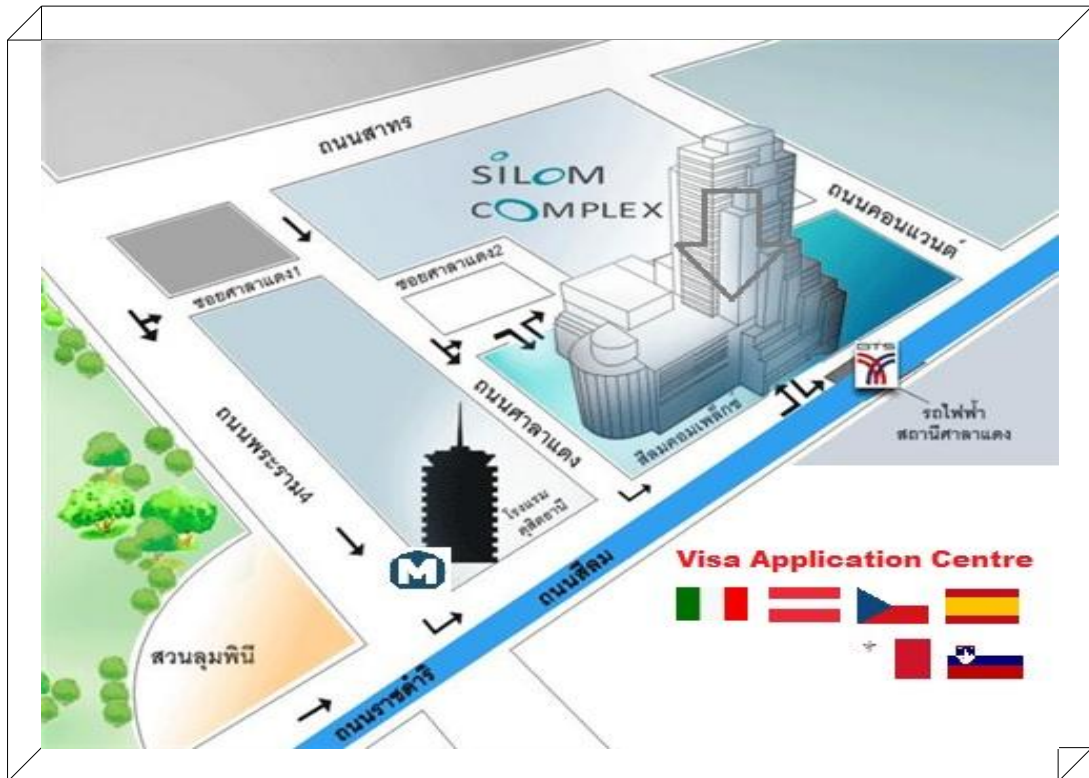 ถนนสาทร
SILOM
COMPLEX
ถนนคอนแวนต์
ซอยศาลาแดง2
ซอยศาลาแดง1
BTS
รถไฟฟ้า
สถานีศาลาแดง
ถนนศาลาแดง
สีลมคอมเพล็กซ์
ถนนพระราม4
โรงแรม
ดุสิตธานี
M
ถนนสีลม
Visa Application Centre
สวนลุมพินี
ถนนราชดำริ